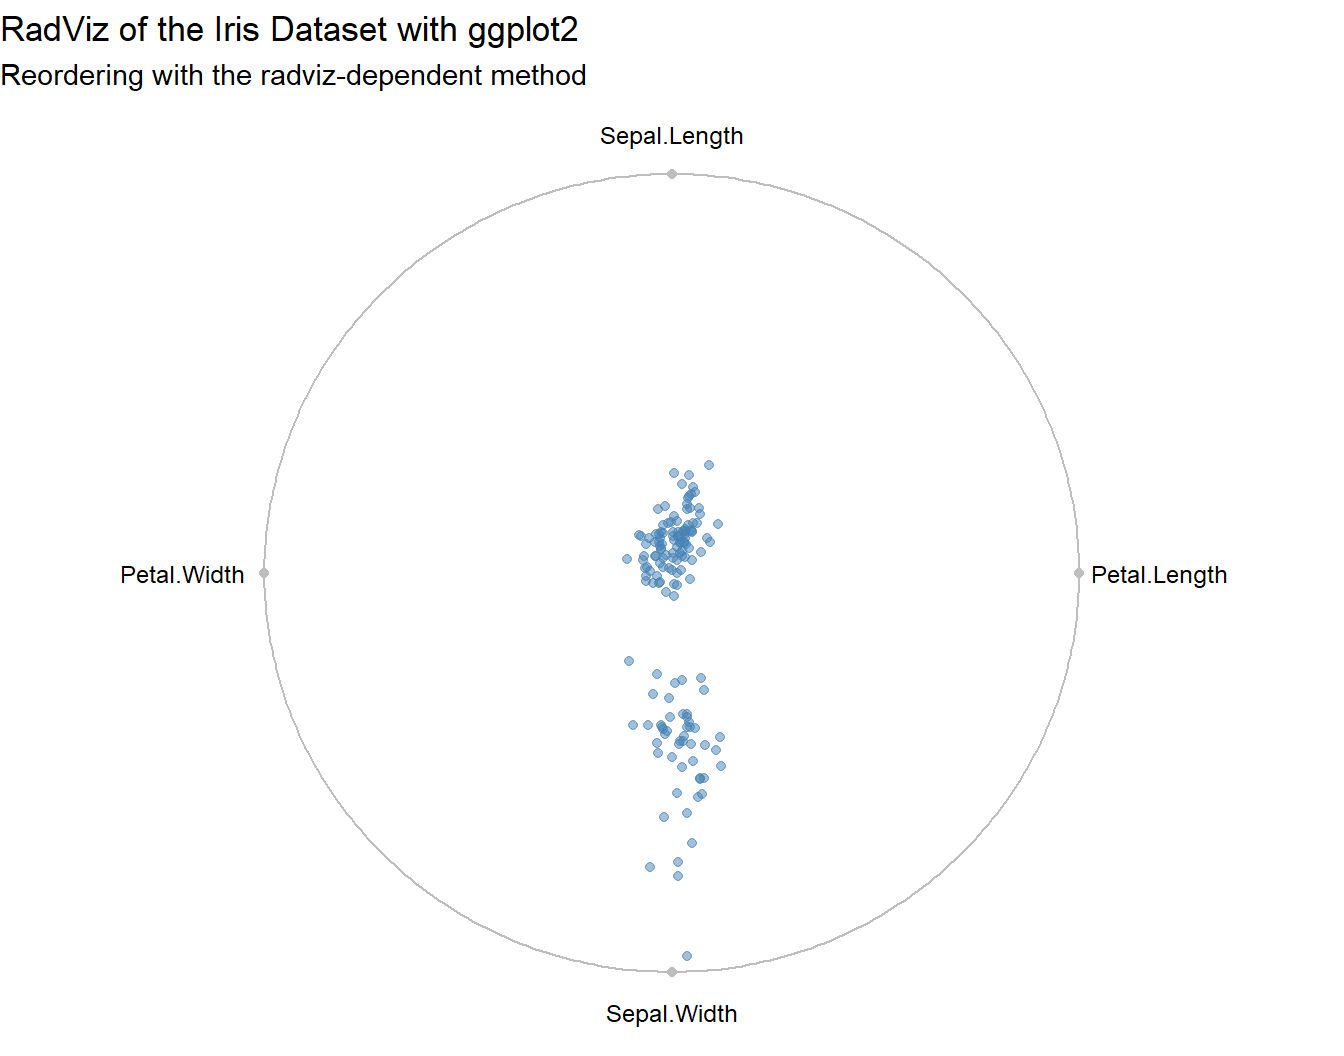 RadViz of the Iris Dataset with ggplot2
Reordering with the radviz-dependent method
Sepal.Length
Petal.Width
Petal.Length
Sepal.Width